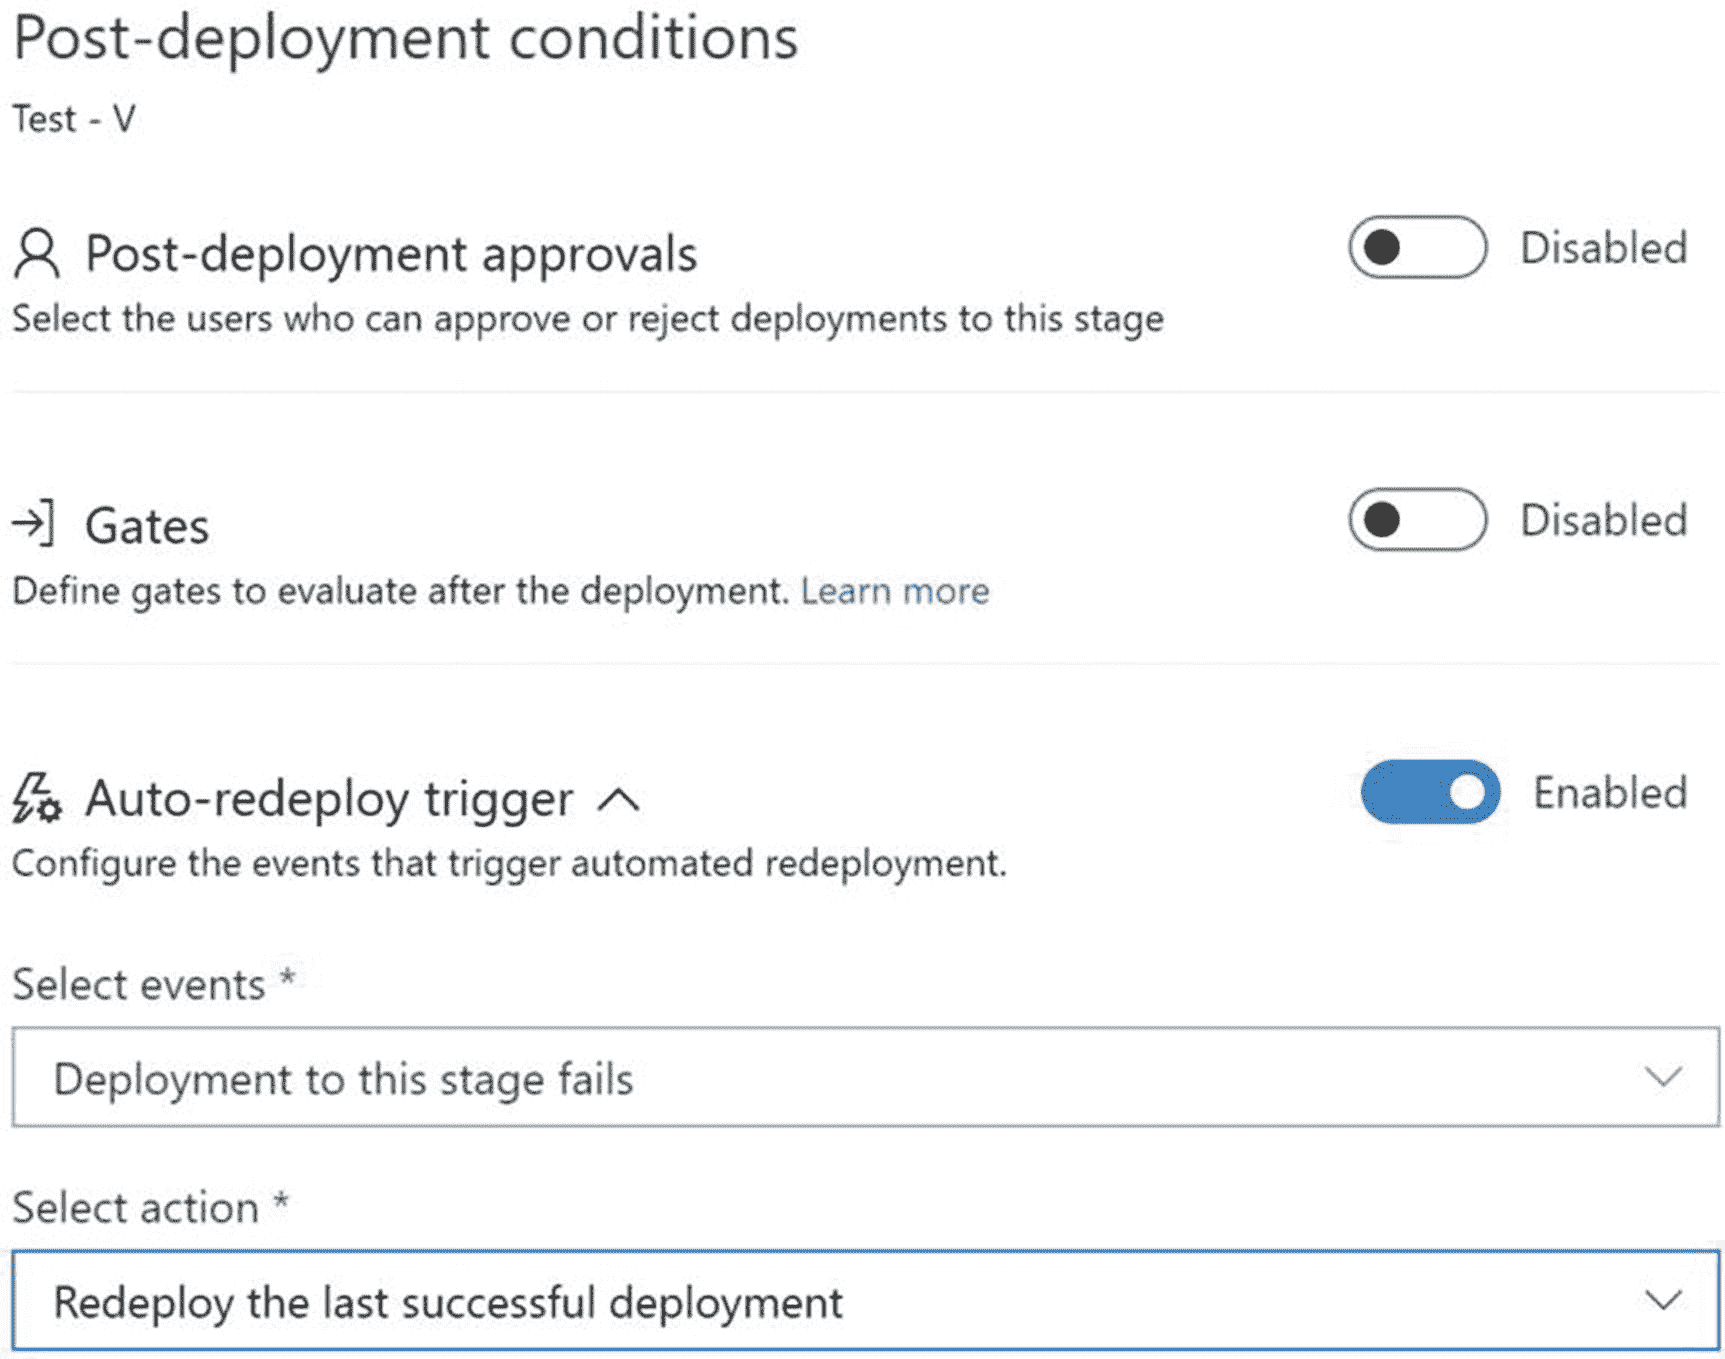 Post-deployment conditions
Test - V
Post-deployment approvals
Disabled
Select the users who can approve or reject deployments to this stage
Gates
Disabled
Define gates to evaluate after the deployment. Learn more
Auto-redeploy trigger
Enabled
Configure the events that trigger automated redeployment.
Select events *
Deployment to this stage fails
Select action *
Redeploy the last successful deployment